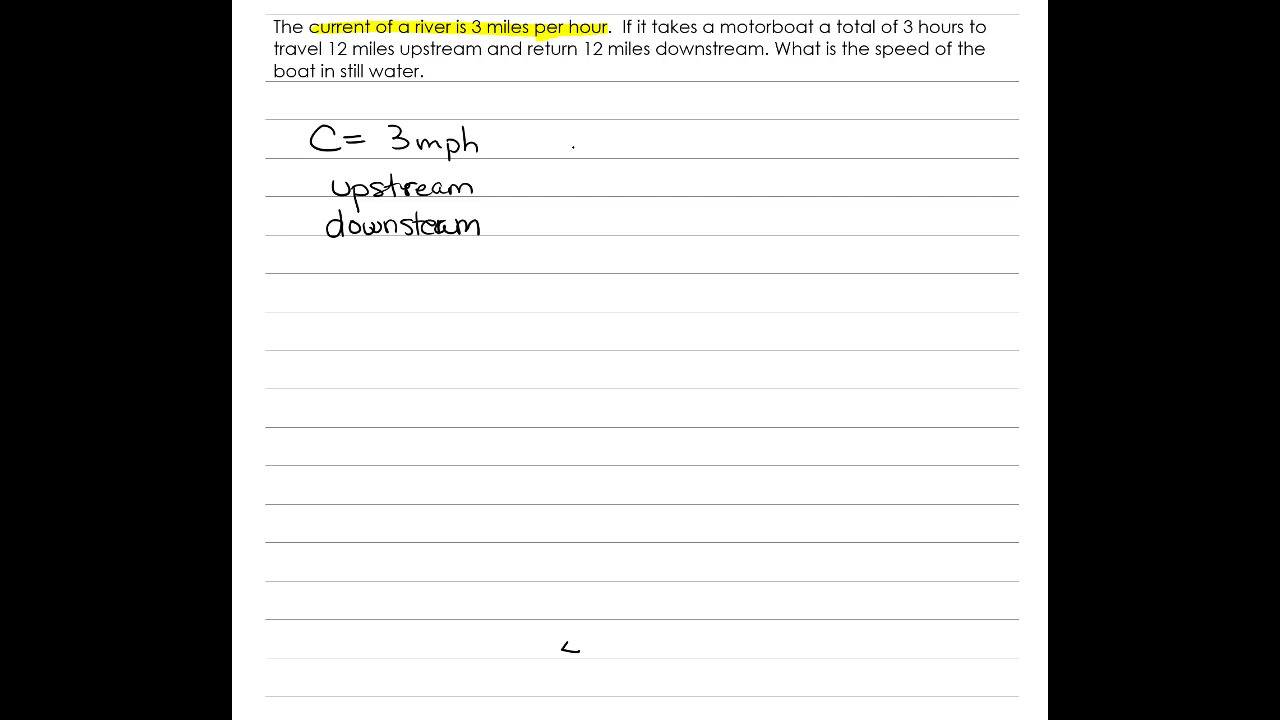 The current of a river is 3 miles per hour. If it takes a motorboat a total of 3 hours to
travel 12 miles upstream and return 12 miles downstream. What is the speed of the
boat in still water.
C = 3mph
upstream
downsteam